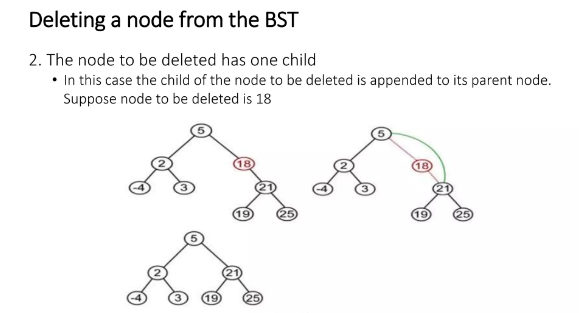 Deleting a node from the BST
2. The node to be deleted has one child
• In this case the child of the node to be deleted is appended to its parent node.
Suppose node to be deleted is 18
5 5
2 18 2 18
-4 3 21 -4 3 21
19 25 19 25
5
2 21
-4 3 19 25